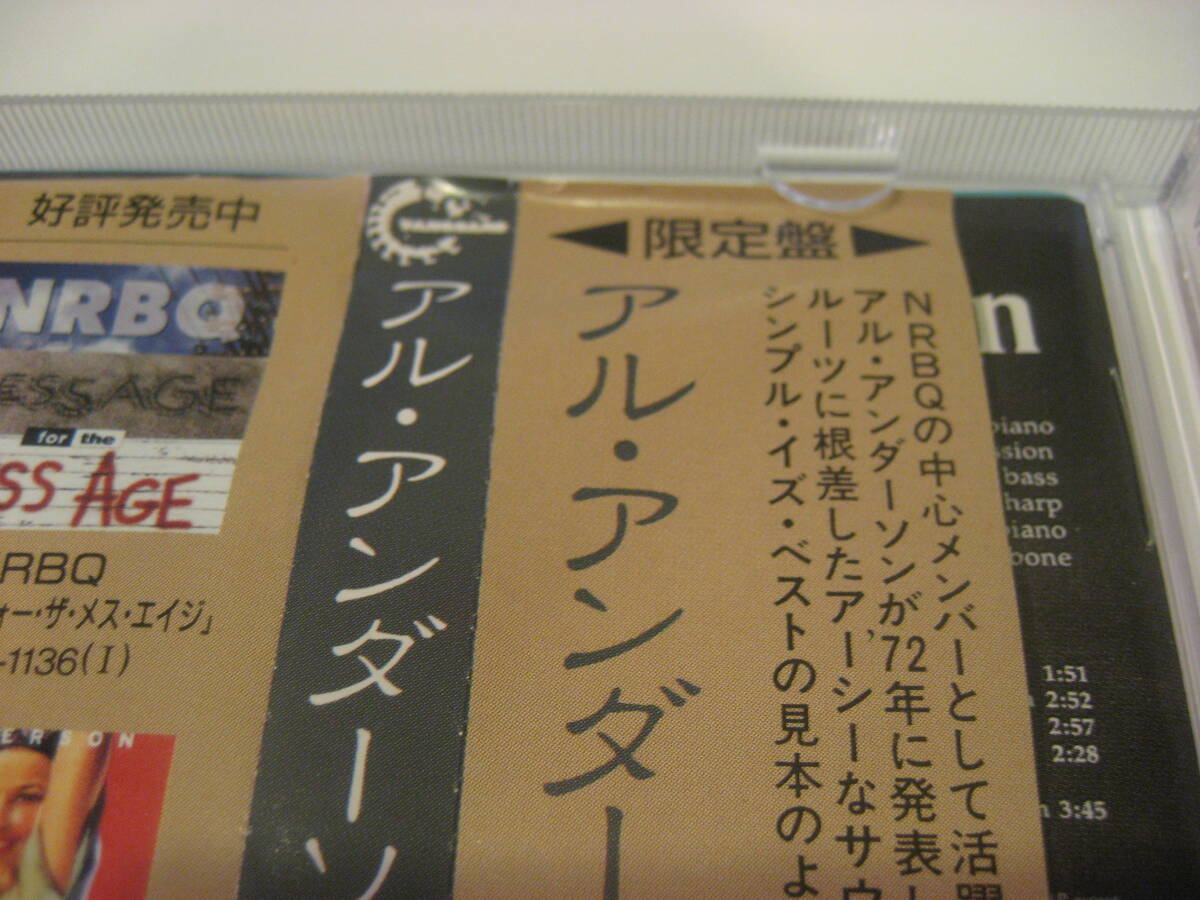 好評発売中
NRBQ
ESS AGE
for the
SS AGE
RBQ
ォー・ザ・メス・エイジ」
-1136(I)
ERSON
VANGUARD
アル・アンダーソ
◀限定盤▶
アル・アンダー
NRBQの中心メンバーとして活躍
アル・アンダーソンが'72年に発表し
ルーツに根差したアーシーなサウ
シンプル・イズ・ベストの見本のよ
n
piano
ssion
bass
harp
piano
bone
1:51
2:52
2:57
2:28
n 3:45